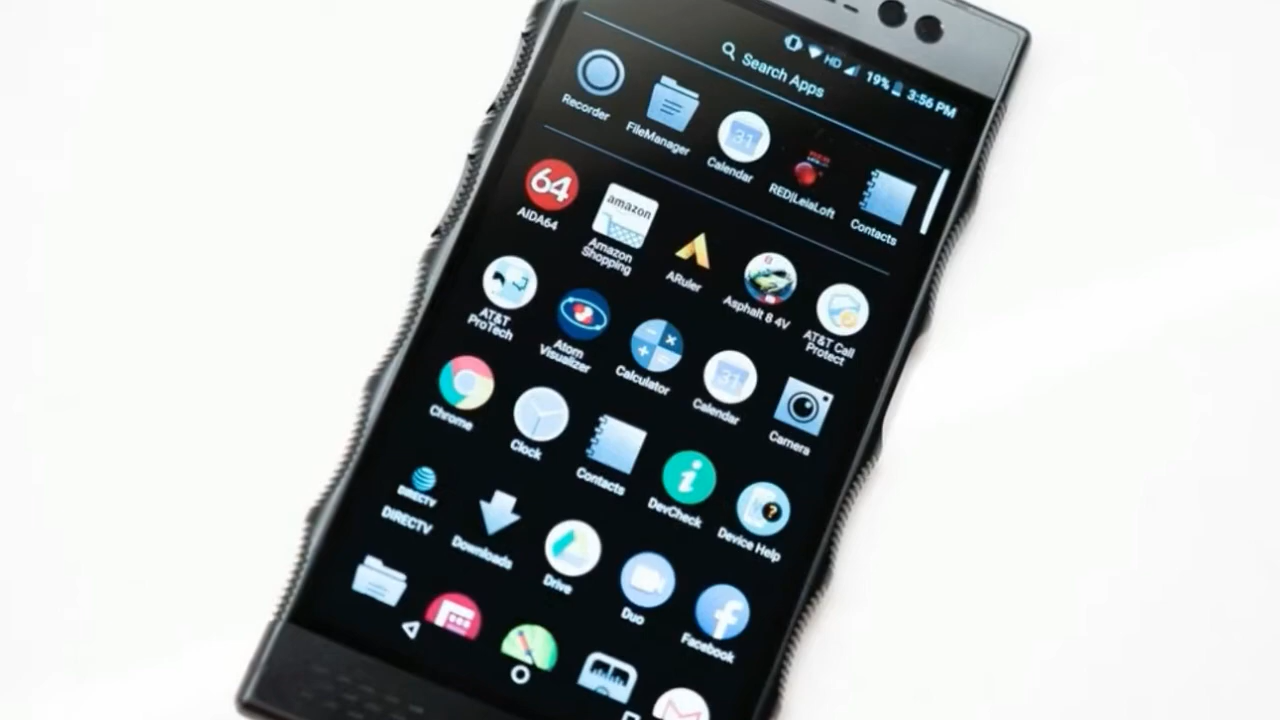 HD 19% 3:56 PM
Search Apps
Recorder
FileManager
31
Calendar
RED|LeiaLoft
Contacts
64
AIDA64
amazon
Amazon
Shopping
ARuler
8
Asphalt 8 4V
AT&T Call
Protect
AT&T
ProTech
Atom
Visualizer
Calculator
31
Calendar
Camera
Chrome
Clock
Contacts
i
DevCheck
?
Device Help
DIRECTV
DIRECTV
Downloads
Drive
Duo
f
Facebook